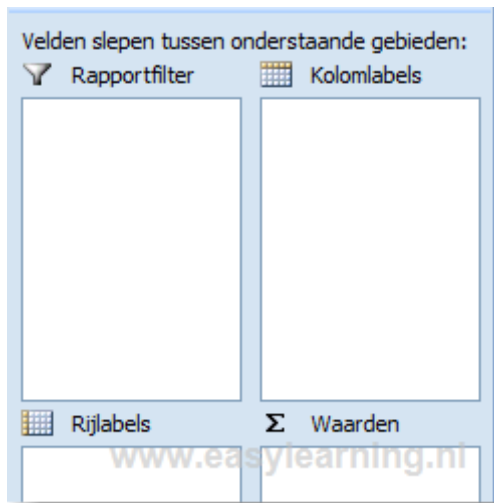 Velden slepen tussen onderstaande gebieden:
Rapportfilter Kolomlabels
Rijlabels Σ Waarden
www.easylearning.nl